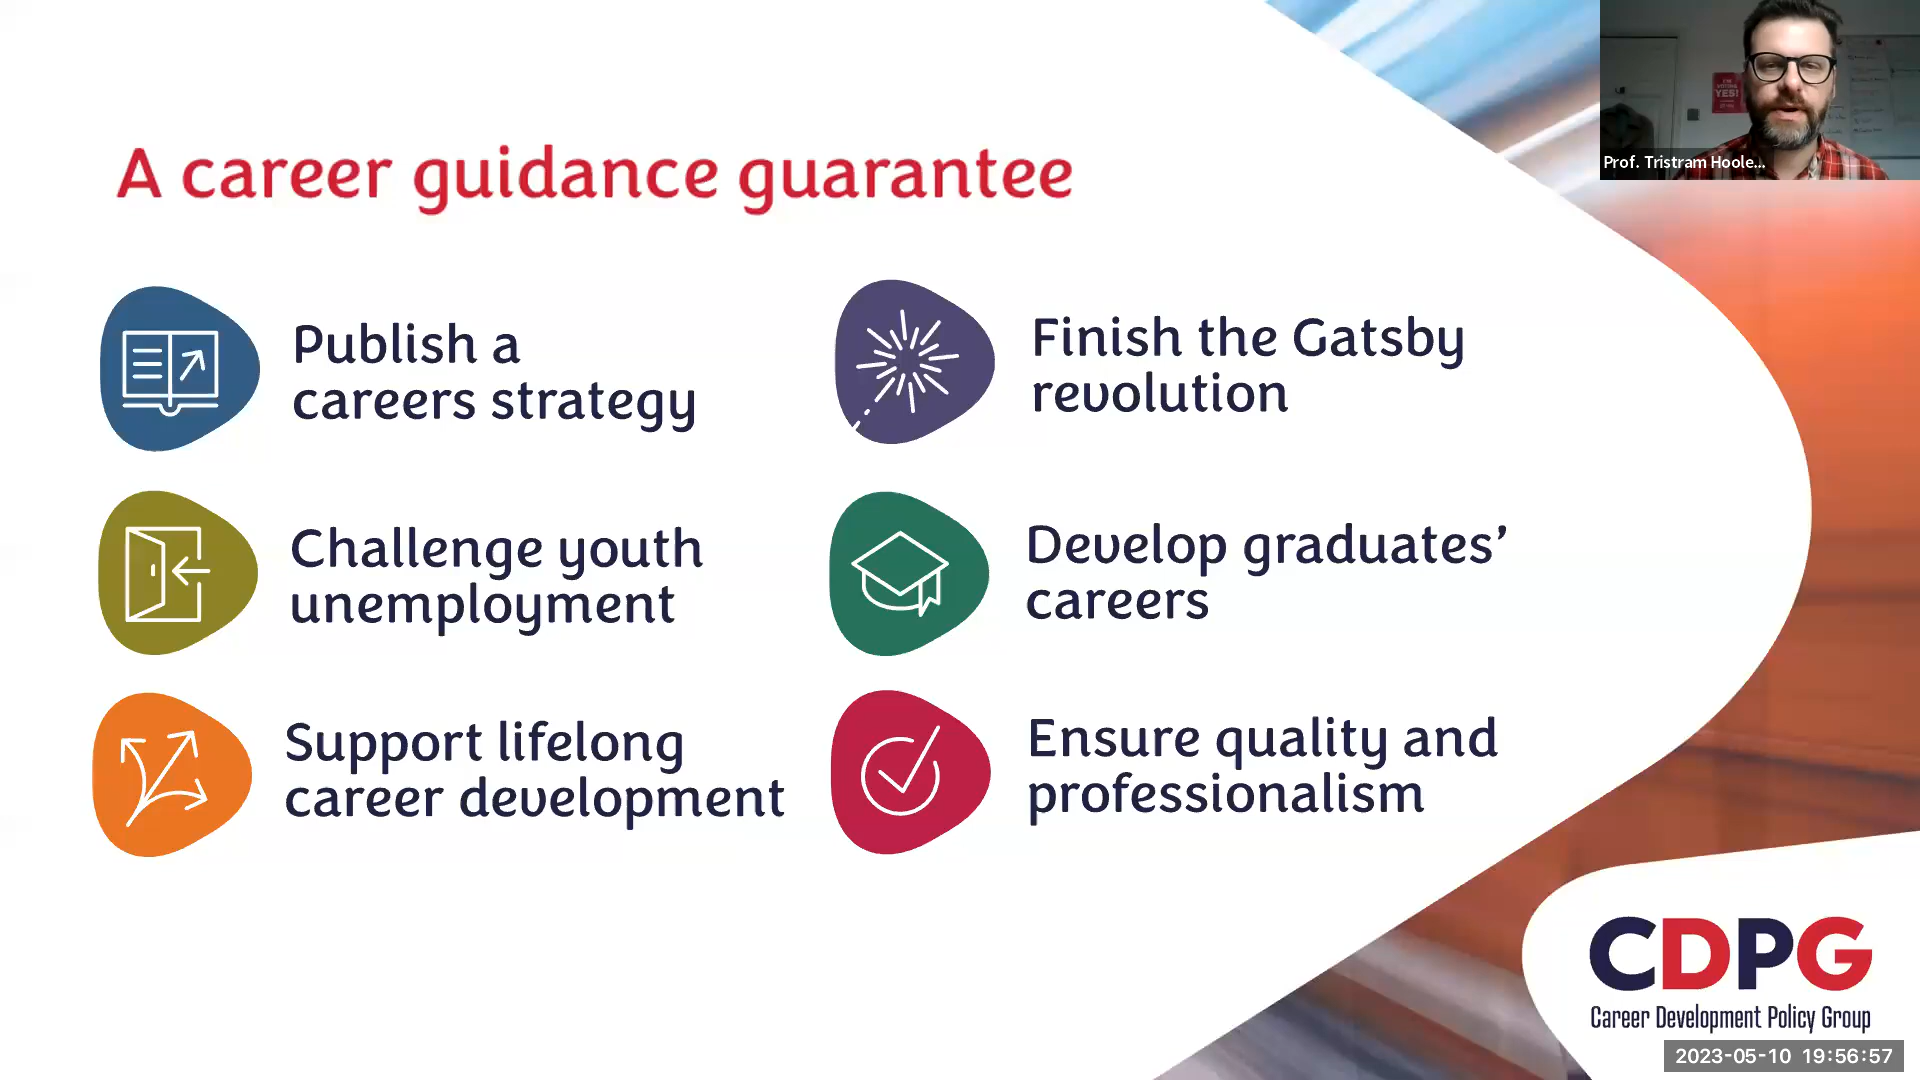 A career guidance guarantee
Publish a
careers strategy
Finish the Gatsby
revolution
Challenge youth
unemployment
Develop graduates’
careers
Support lifelong
career development
Ensure quality and
professionalism
YES!
Prof. Tristram Hoole...
CDPG
Career Development Policy Group
2023-05-10 19:56:57